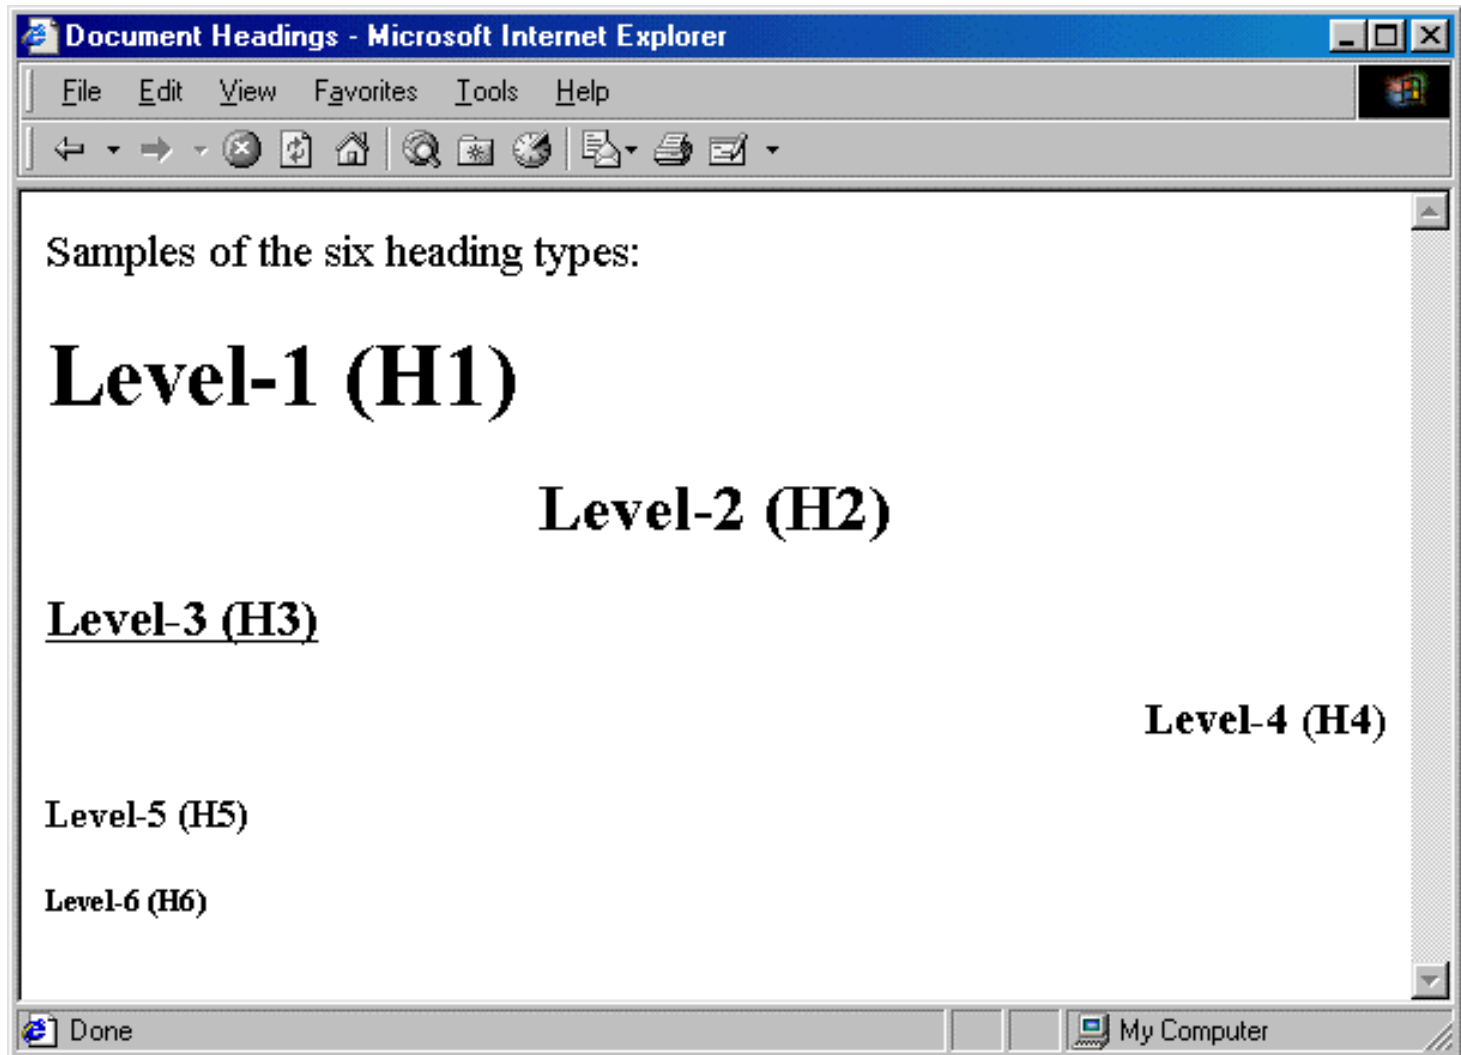 Document Headings - Microsoft Internet Explorer
File Edit View Favorites Tools Help
Samples of the six heading types:
Level-1 (H1)
Level-2 (H2)
Level-3 (H3)
Level-4 (H4)
Level-5 (H5)
Level-6 (H6)
Done My Computer